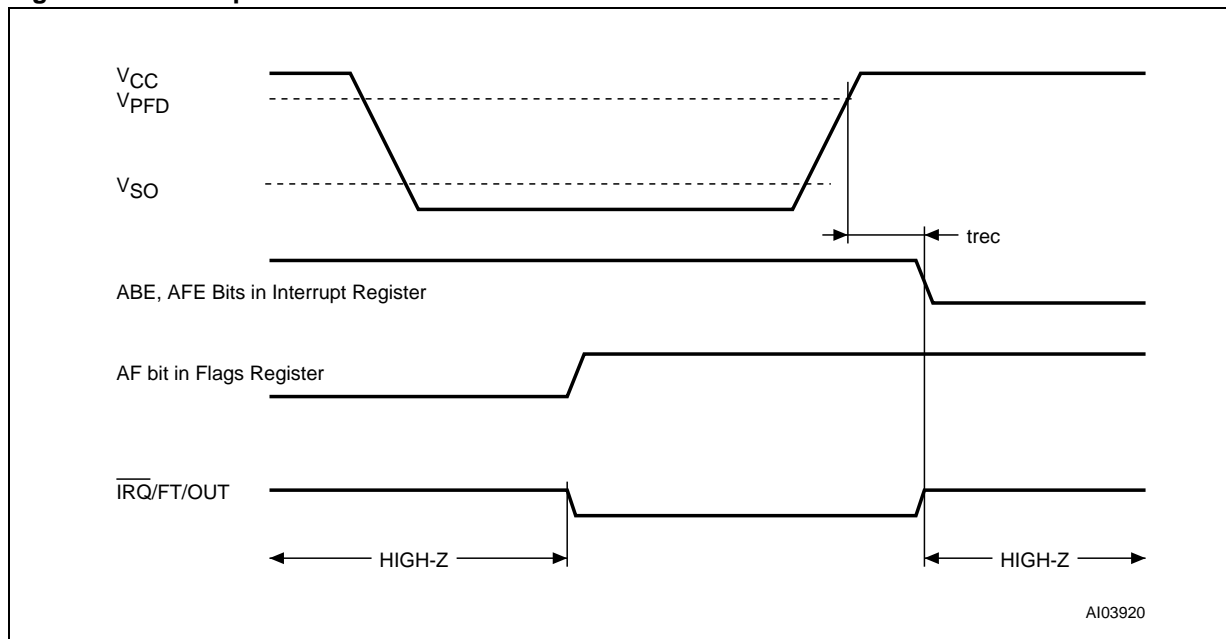 VCC
VPFD
VSO
trec
ABE, AFE Bits in Interrupt Register
AF bit in Flags Register
IRQ/FT/OUT
HIGH-Z
HIGH-Z
AI03920